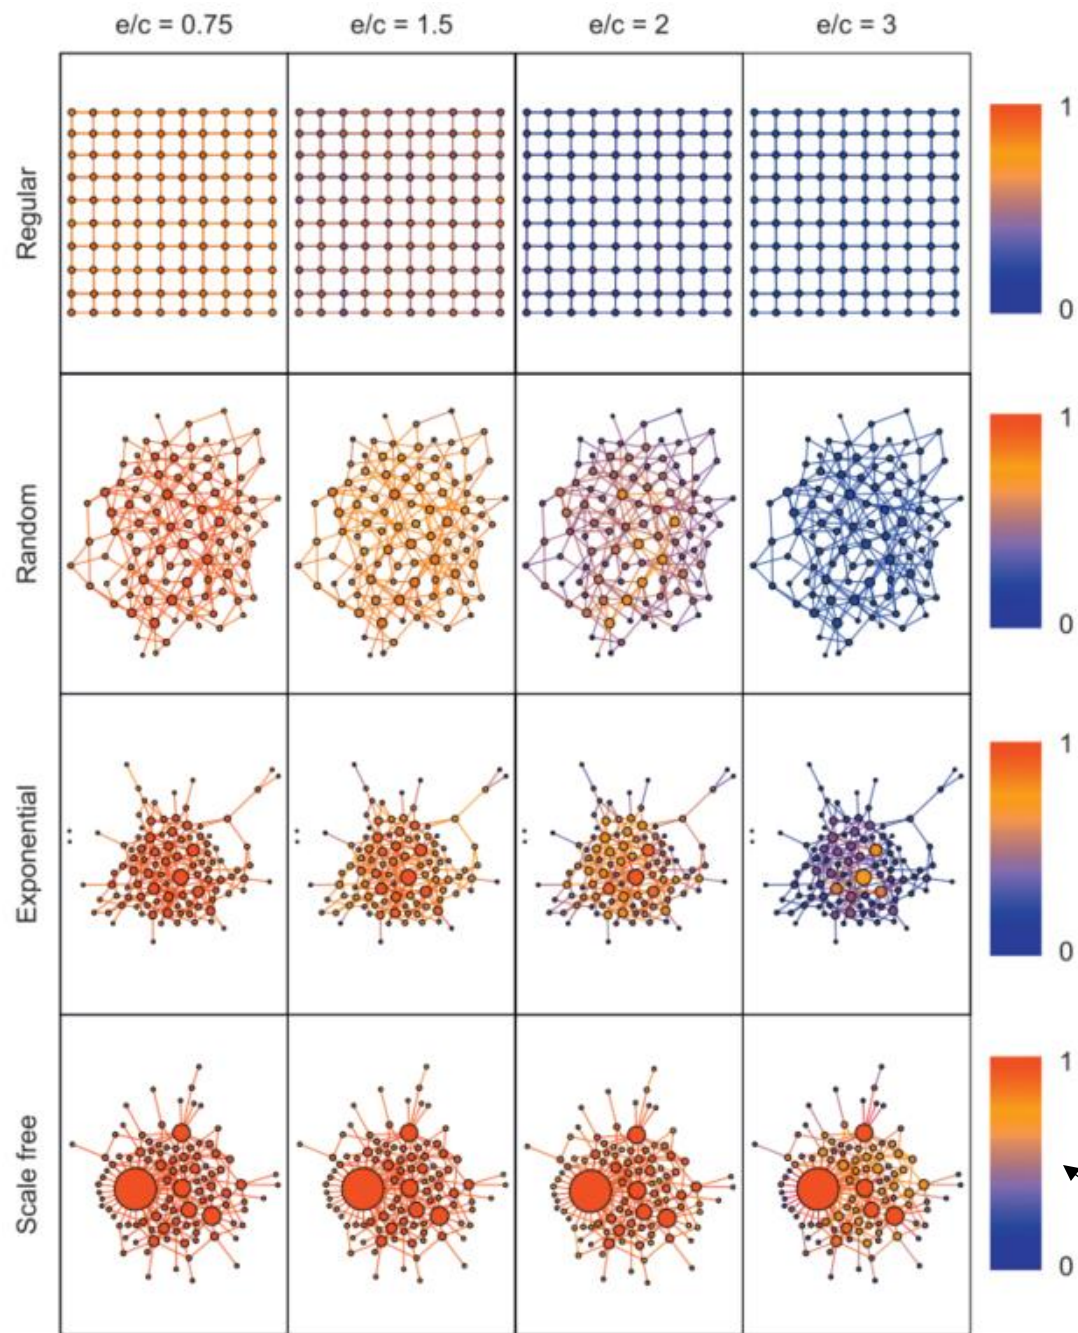 e/c = 0.75 e/c = 1.5 e/c = 2 e/c = 3
Regular
1
0
Random
1
0
Exponential
1
0
Scale free
1
0